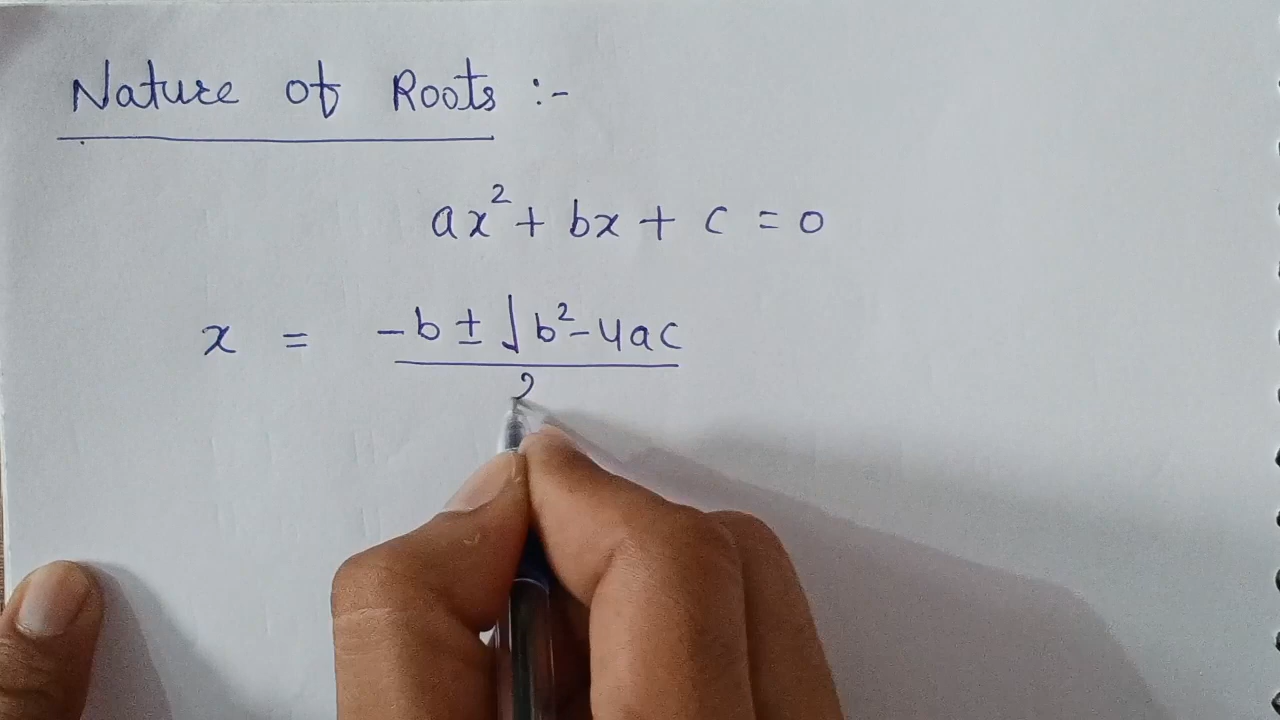 Nature of Roots :-
ax² + bx + c = 0
x = -b ± √b²-4ac
2